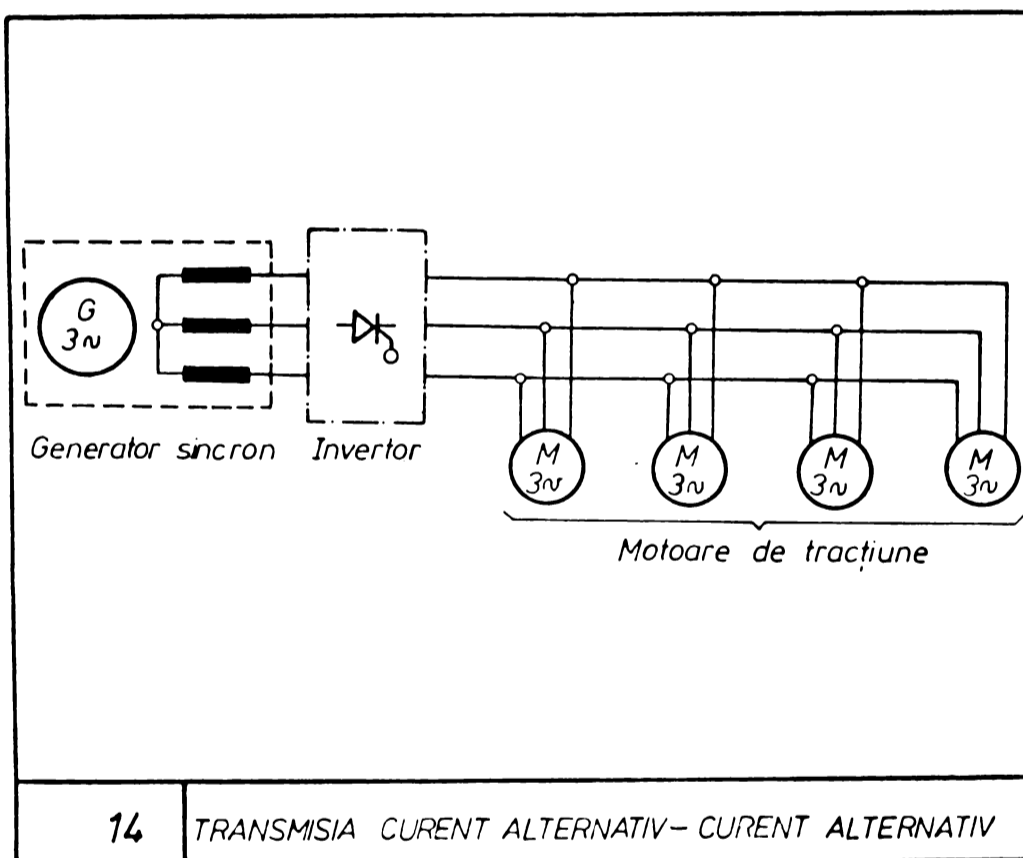 G
3~
Generator sincron
Invertor
M
3~
M
3~
M
3~
M
3~
Motoare de tracțiune
14
TRANSMISIA CURENT ALTERNATIV – CURENT ALTERNATIV